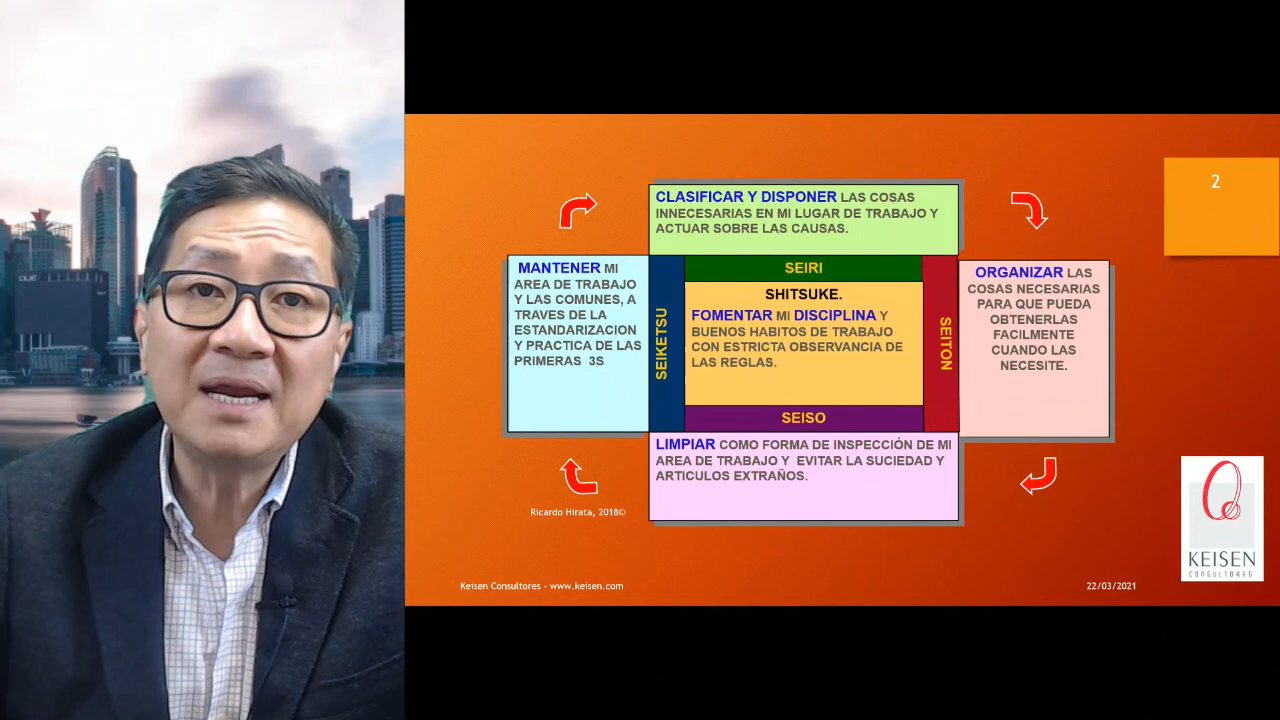 2
CLASIFICAR Y DISPONER LAS COSAS
INNECESARIAS EN MI LUGAR DE TRABAJO Y
ACTUAR SOBRE LAS CAUSAS.
MANTENER MI
AREA DE TRABAJO
Y LAS COMUNES, A
TRAVES DE LA
ESTANDARIZACION
Y PRACTICA DE LAS
PRIMERAS 3S
SEIKETSU
SEIRI
SHITSUKE.
FOMENTAR MI DISCIPLINA Y
BUENOS HABITOS DE TRABAJO
CON ESTRICTA OBSERVANCIA DE
LAS REGLAS.
SEISO
SEITON
ORGANIZAR LAS
COSAS NECESARIAS
PARA QUE PUEDA
OBTENERLAS
FACILMENTE
CUANDO LAS
NECESITE.
LIMPIAR COMO FORMA DE INSPECCIÓN DE MI
AREA DE TRABAJO Y EVITAR LA SUCIEDAD Y
ARTICULOS EXTRAÑOS.
Ricardo Hirata, 2018©
KEISEN
CONSULTORES
Keisen Consultores - www.keisen.com
22/03/2021